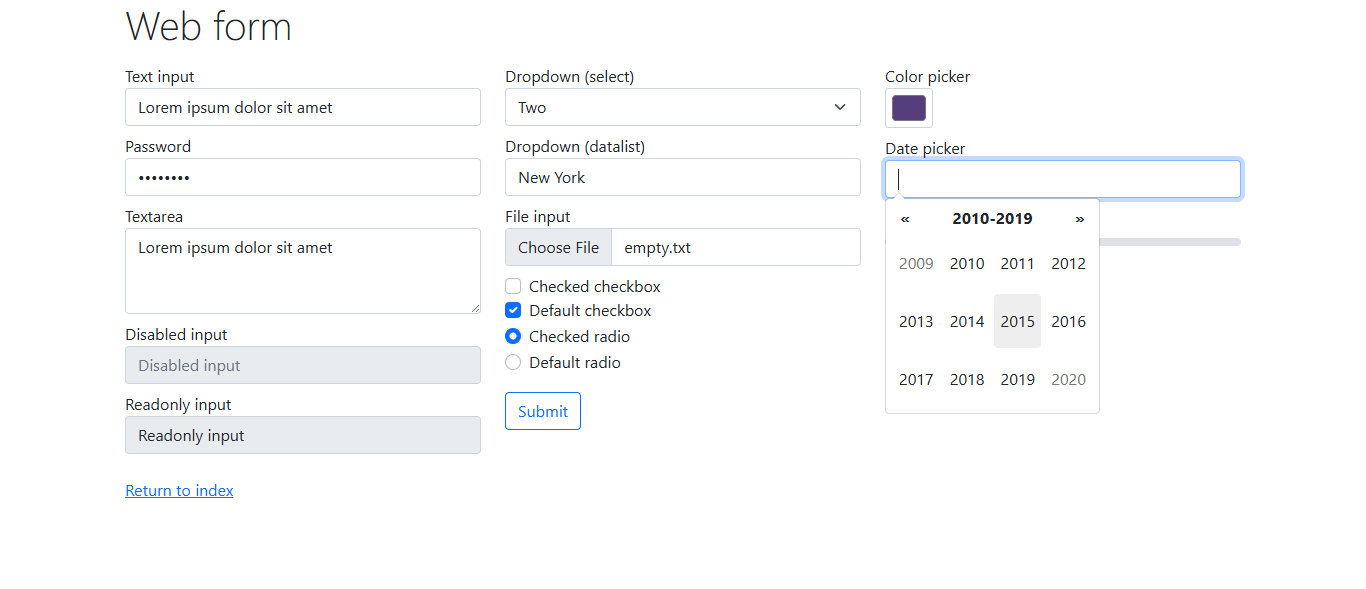 Web form
Text input
Lorem ipsum dolor sit amet
Password
••••••••
Textarea
Lorem ipsum dolor sit amet
Disabled input
Disabled input
Readonly input
Readonly input
Return to index
Dropdown (select)
Two
Dropdown (datalist)
New York
File input
Choose File empty.txt
Checked checkbox
Default checkbox
Checked radio
Default radio
Submit
Color picker
Date picker
« 2010-2019 »
2009 2010 2011 2012
2013 2014 2015 2016
2017 2018 2019 2020